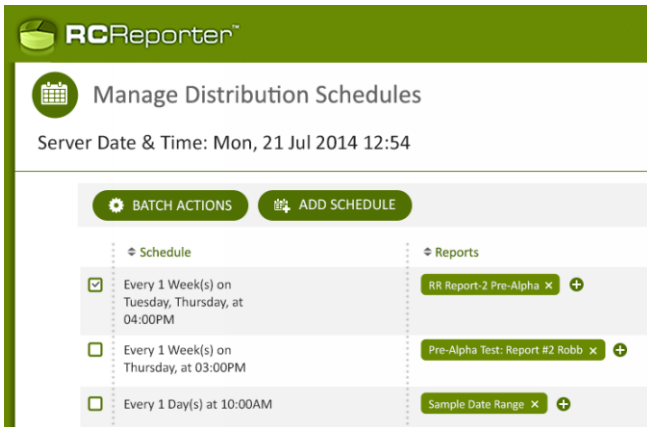 RCReporter™
Manage Distribution Schedules
Server Date & Time: Mon, 21 Jul 2014 12:54
BATCH ACTIONS
ADD SCHEDULE
Schedule
Reports
Every 1 Week(s) on
Tuesday, Thursday, at
04:00PM
RR Report-2 Pre-Alpha ×
Every 1 Week(s) on
Thursday, at 03:00PM
Pre-Alpha Test: Report #2 Robb ×
Every 1 Day(s) at 10:00AM
Sample Date Range ×